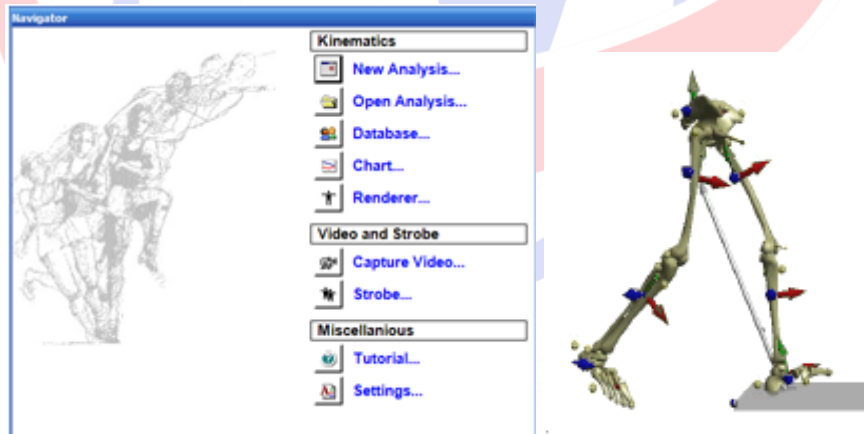 Navigator
Kinematics
New Analysis...
Open Analysis...
Database...
Chart...
Renderer...
Video and Strobe
Capture Video...
Strobe...
Miscellanious
Tutorial...
Settings...